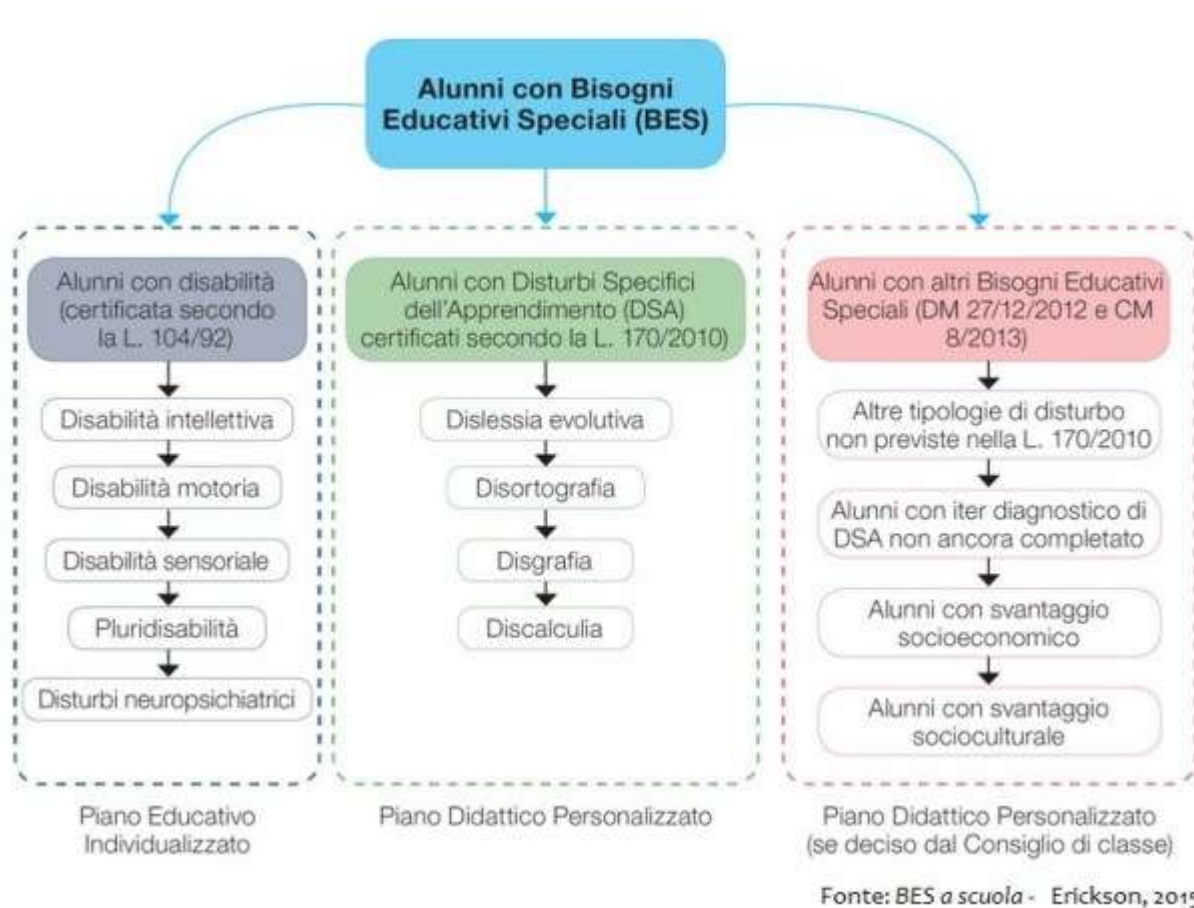 Alunni con Bisogni
Educativi Speciali (BES)
Alunni con disabilità
(certificata secondo
la L. 104/92)
Disabilità intellettiva
Disabilità motoria
Disabilità sensoriale
Pluridisabilità
Disturbi neuropsichiatrici
Piano Educativo
Individualizzato
Alunni con Disturbi Specifici
dell'Apprendimento (DSA)
certificati secondo la L. 170/2010)
Dislessia evolutiva
Disortografia
Disgrafia
Discalculia
Piano Didattico Personalizzato
Alunni con altri Bisogni Educativi
Speciali (DM 27/12/2012 e CM
8/2013)
Altre tipologie di disturbo
non previste nella L. 170/2010
Alunni con iter diagnostico di
DSA non ancora completato
Alunni con svantaggio
socioeconomico
Alunni con svantaggio
socioculturale
Piano Didattico Personalizzato
(se deciso dal Consiglio di classe)
Fonte: BES a scuola - Erickson, 2015